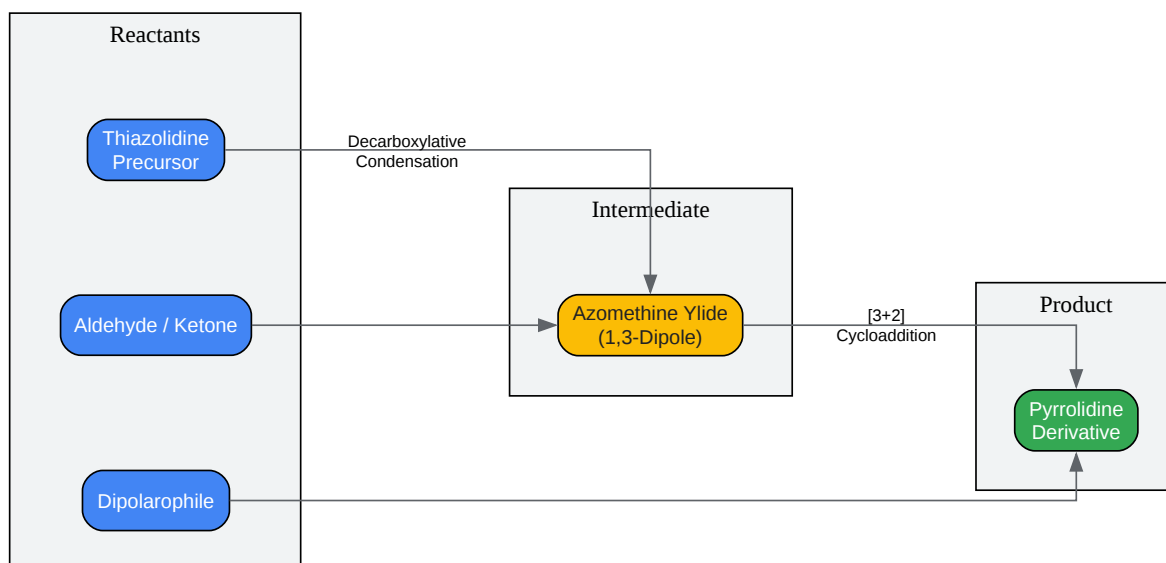 Reactants
Thiazolidine
Precursor
Decarboxylative
Condensation
Intermediate
Aldehyde / Ketone
Azomethine Ylide
(1,3-Dipole)
[3+2]
Cycloaddition
Product
Pyrrolidine
Derivative
Dipolarophile